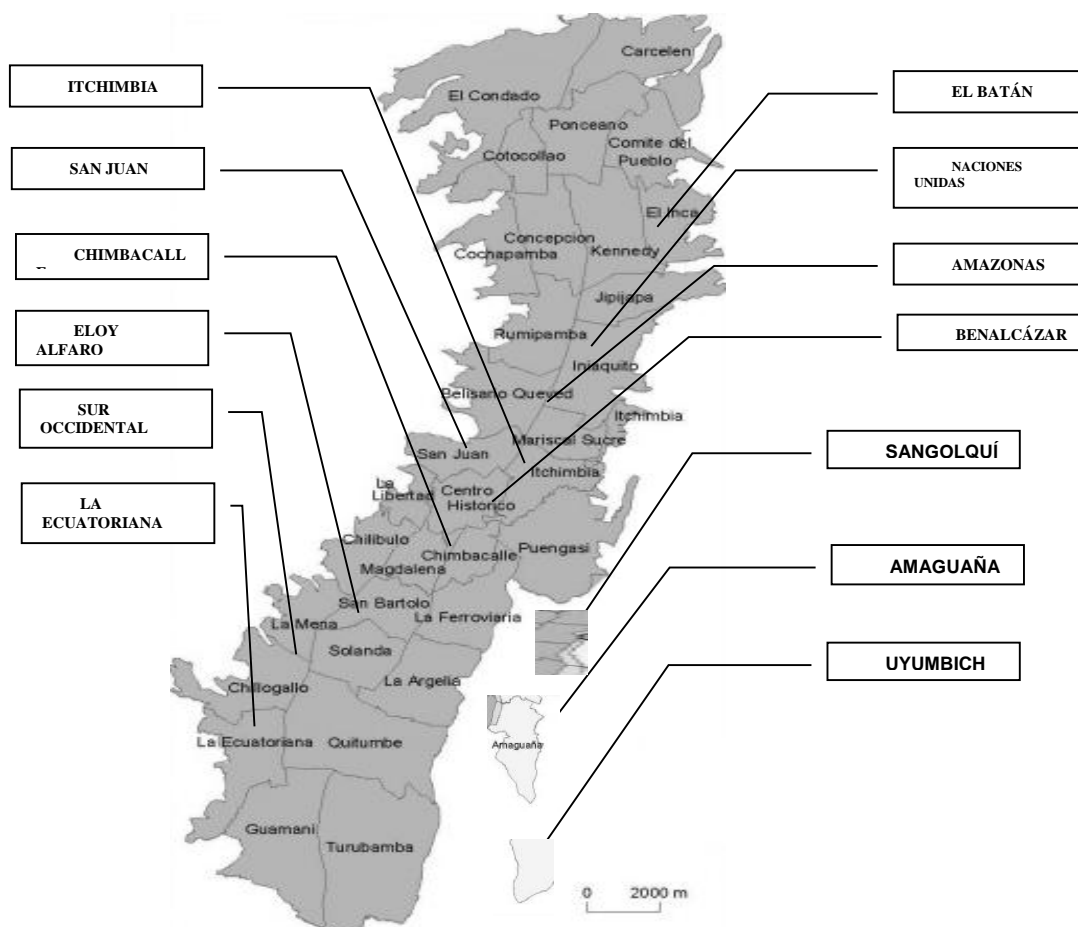 Carcelen
ITCHIMBIA
El Condado
EL BATÁN
Ponceano
Cotocollao
Comite del
Pueblo
SAN JUAN
NACIONES
UNIDAS
El Inca
Concepcion
Cochapamba
Kennedy
CHIMBACALL
AMAZONAS
Jipijapa
ELOY
ALFARO
Rumipamba
BENALCÁZAR
Iniaquito
Belisario Queved
SUR
OCCIDENTAL
Itchimbia
Mariscal Sucre
San Juan
SANGOLQUÍ
Itchimbia
La
Libertad
Centro
Historico
LA
ECUATORIANA
Chilibulo
Puengasi
Chimbacalle
Magdalena
AMAGUAÑA
San Bartolo
La Ferroviaria
La Mena
Solanda
UYUMBICH
La Argelia
Chillogallo
La Ecuatoriana
Quitumbe
Amaguaña
Guamani
Turubamba
0 2000 m